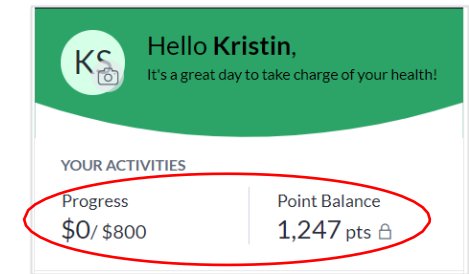 KS
Hello Kristin,
It's a great day to take charge of your health!
YOUR ACTIVITIES
Progress
$0/ $800
Point Balance
1,247 pts